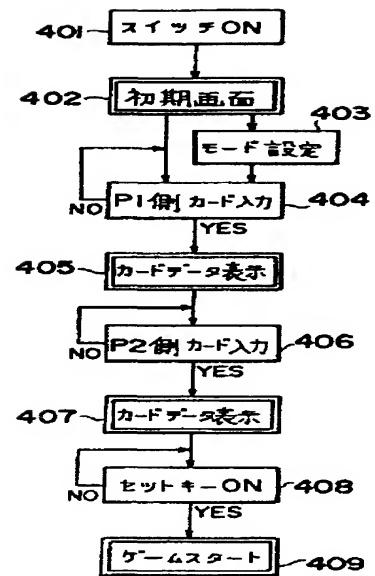 401
スイッチON
402
初期画面
403
モード設定
P1側 カード入力
404
NO
YES
405
カードデータ表示
P2側 カード入力
406
NO
YES
407
カードデータ表示
セットキーON
408
NO
YES
ゲームスタート
409